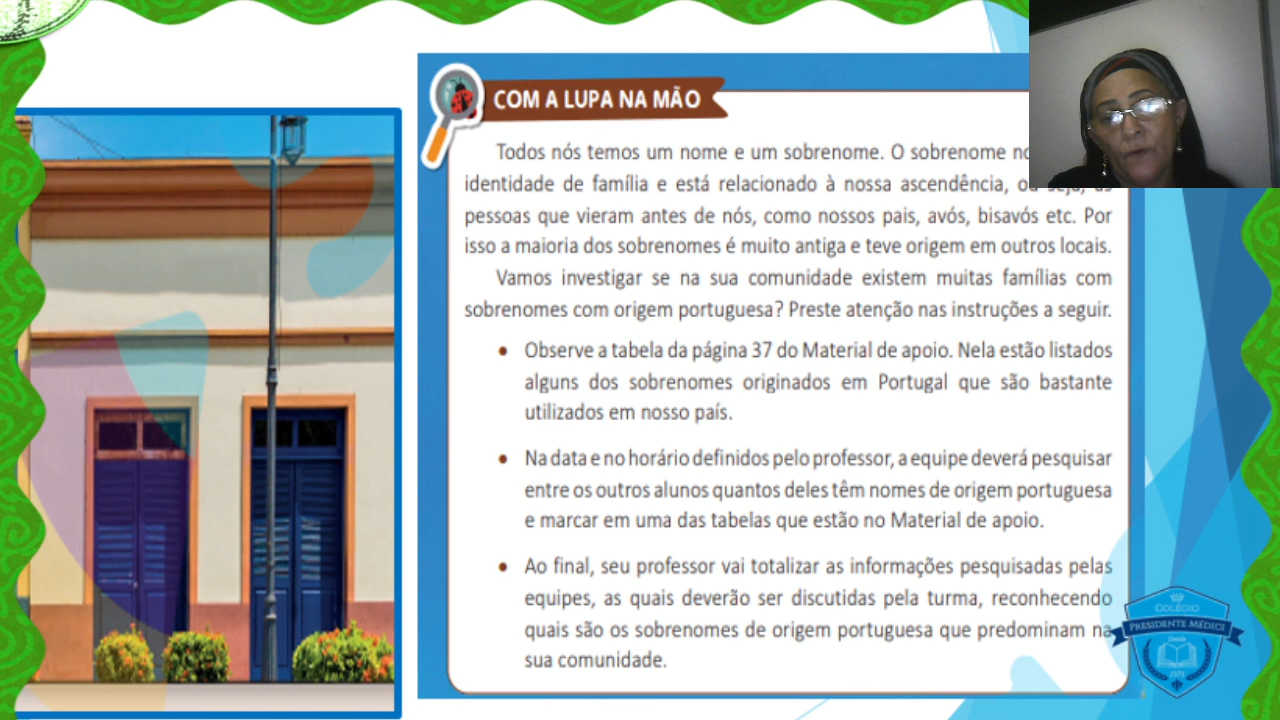 COM A LUPA NA MÃO
Todos nós temos um nome e um sobrenome. O sobrenome
identidade de família e está relacionado à nossa ascendência, ou seja, as
pessoas que vieram antes de nós, como nossos pais, avós, bisavós etc. Por
isso a maioria dos sobrenomes é muito antiga e teve origem em outros locais.
Vamos investigar se na sua comunidade existem muitas famílias com
sobrenomes com origem portuguesa? Preste atenção nas instruções a seguir.
• Observe a tabela da página 37 do Material de apoio. Nela estão listados
alguns dos sobrenomes originados em Portugal que são bastante
utilizados em nosso país.
• Na data e no horário definidos pelo professor, a equipe deverá pesquisar
entre os outros alunos quantos deles têm nomes de origem portuguesa
e marcar em uma das tabelas que estão no Material de apoio.
• Ao final, seu professor vai totalizar as informações pesquisadas pelas
equipes, as quais deverão ser discutidas pela turma, reconhecendo
quais são os sobrenomes de origem portuguesa que predominam na
sua comunidade.
COLÉGIO
PRESIDENTE MÉDICI
Desde